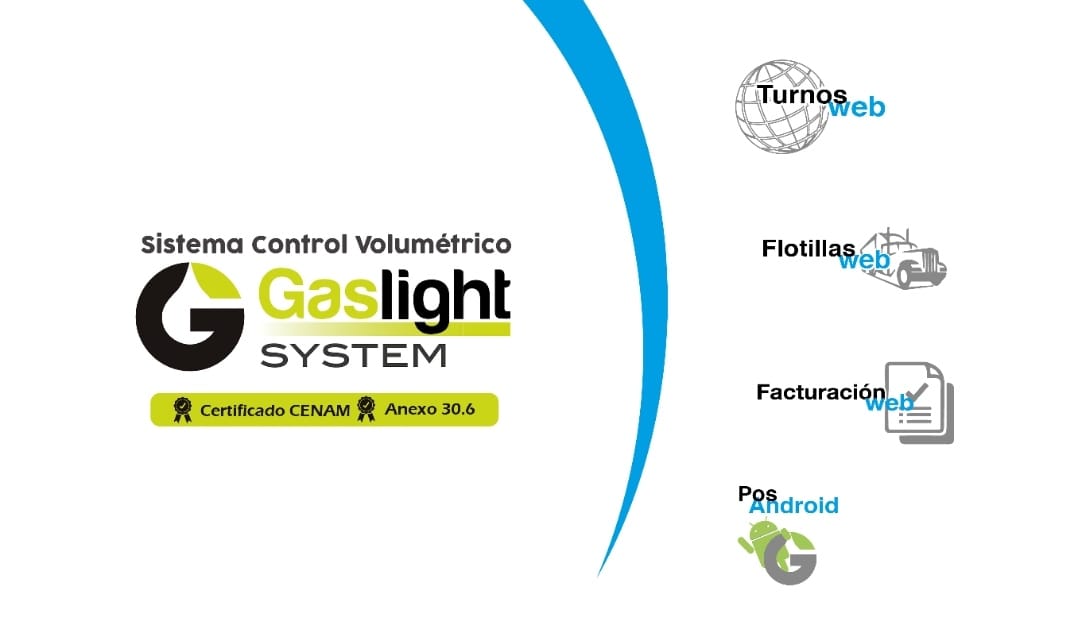 Sistema Control Volumétrico
Gaslight
SYSTEM
Certificado CENAM Anexo 30.6
Turnos
web
Flotillas
web
Facturación
web
Pos
Android